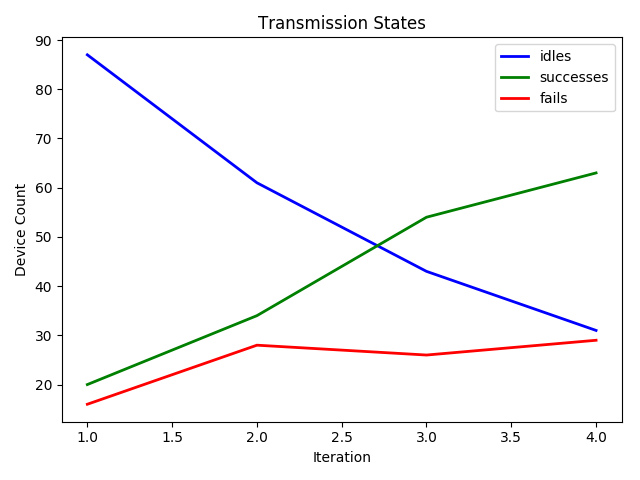 Transmission States
90
80
70
60
50
40
30
20
Device Count
idles
successes
fails
1.0 1.5 2.0 2.5 3.0 3.5 4.0
Iteration